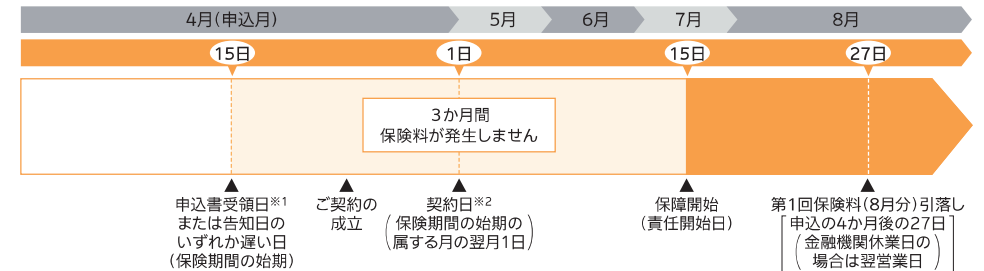 4月(申込月)
5月
6月
7月
8月
15日
1日
15日
27日
3か月間
保険料が発生しません
申込書受領日※1
または告知日の
いずれか遅い日
(保険期間の始期)
ご契約の
成立
契約日※2
(保険期間の始期の
属する月の翌月1日)
保障開始
(責任開始日)
第1回保険料(8月分)引落し
[申込の4か月後の27日
(金融機関休業日の
場合は翌営業日)]